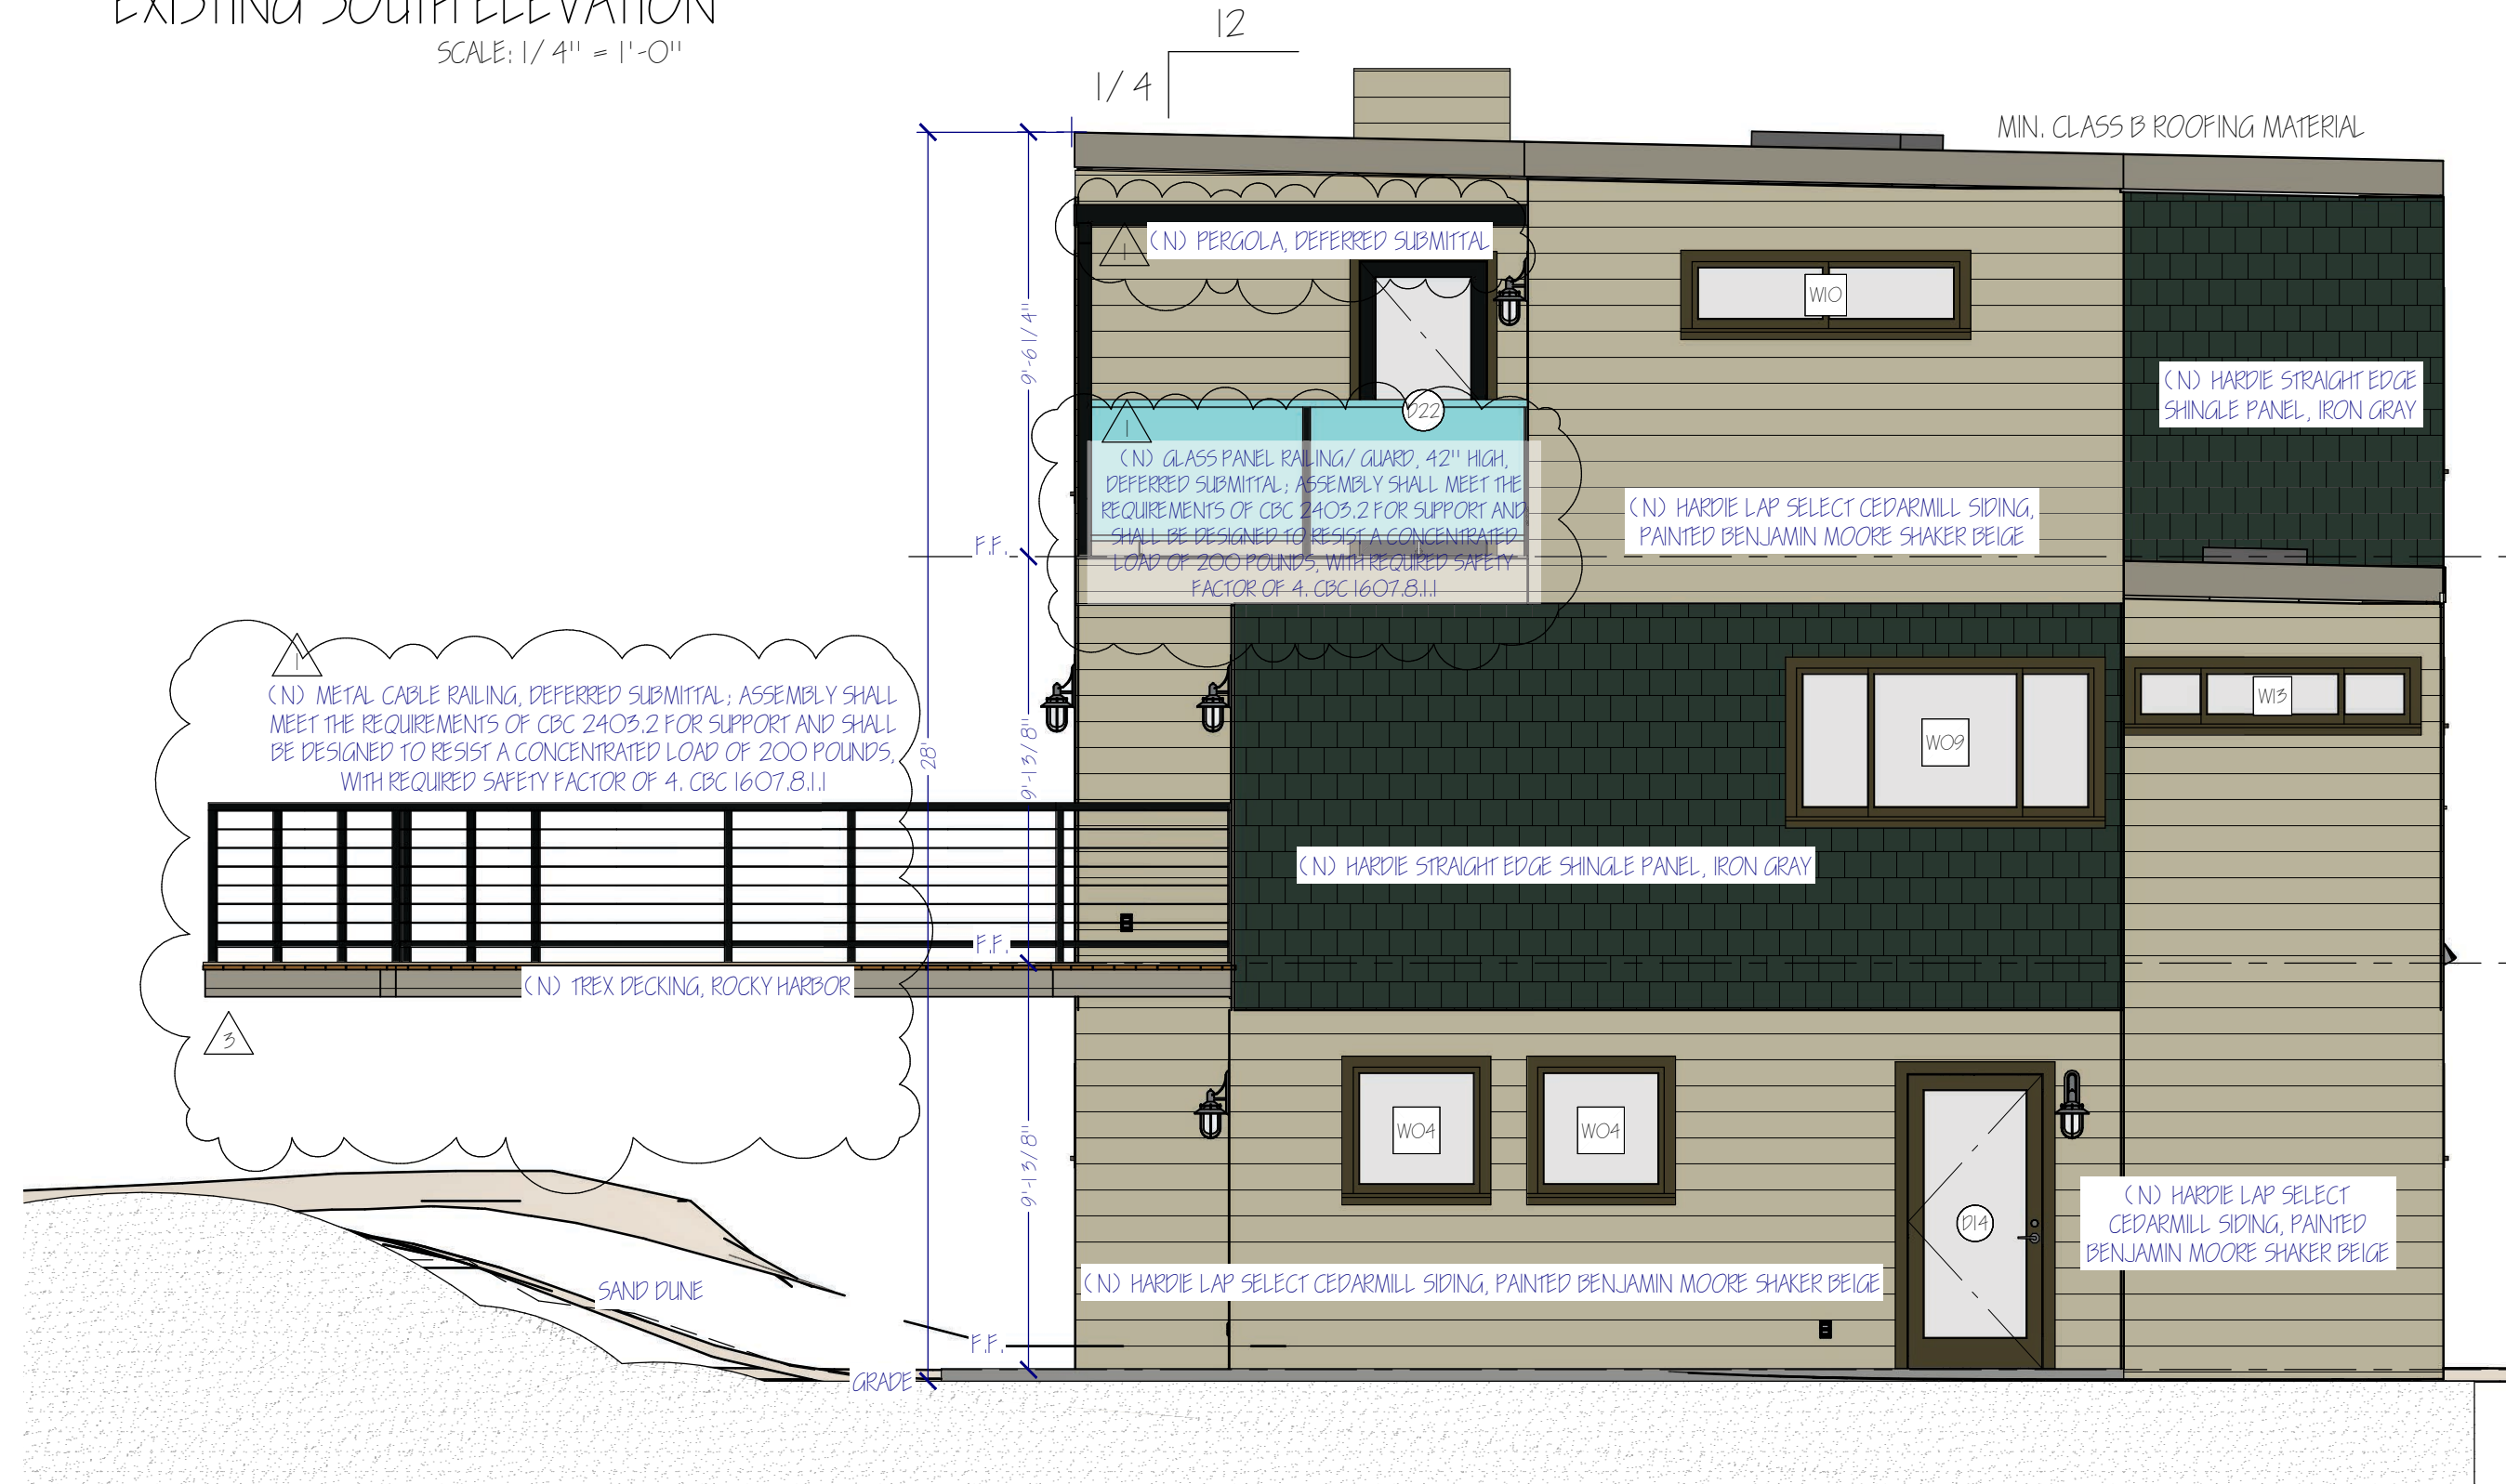 EXISTING SOUTH ELEVATION
SCALE: 1/4" = 1'-0"
12
1/4
MIN. CLASS B ROOFING MATERIAL
1
(N) PERGOLA, DEFERRED SUBMITTAL
W10
9'-6 1/4"
(N) HARDIE STRAIGHT EDGE
SHINGLE PANEL, IRON GRAY
D22
1
(N) GLASS PANEL RAILING/ GUARD, 42" HIGH,
DEFERRED SUBMITTAL; ASSEMBLY SHALL MEET THE
REQUIREMENTS OF CBC 2403.2 FOR SUPPORT AND
SHALL BE DESIGNED TO RESIST A CONCENTRATED
LOAD OF 200 POUNDS, WITH REQUIRED SAFETY
FACTOR OF 4. CBC 1607.8.1.1
(N) HARDIE LAP SELECT CEDARMILL SIDING,
PAINTED BENJAMIN MOORE SHAKER BEIGE
F.F.
1
(N) METAL CABLE RAILING, DEFERRED SUBMITTAL; ASSEMBLY SHALL
MEET THE REQUIREMENTS OF CBC 2403.2 FOR SUPPORT AND SHALL
BE DESIGNED TO RESIST A CONCENTRATED LOAD OF 200 POUNDS,
WITH REQUIRED SAFETY FACTOR OF 4. CBC 1607.8.1.1
28'
9'-1 3/8"
W09
W13
(N) HARDIE STRAIGHT EDGE SHINGLE PANEL, IRON GRAY
F.F.
(N) TREX DECKING, ROCKY HARBOR
3
9'-1 3/8"
W04
W04
D14
(N) HARDIE LAP SELECT
CEDARMILL SIDING, PAINTED
BENJAMIN MOORE SHAKER BEIGE
SAND DUNE
(N) HARDIE LAP SELECT CEDARMILL SIDING, PAINTED BENJAMIN MOORE SHAKER BEIGE
F.F.
GRADE